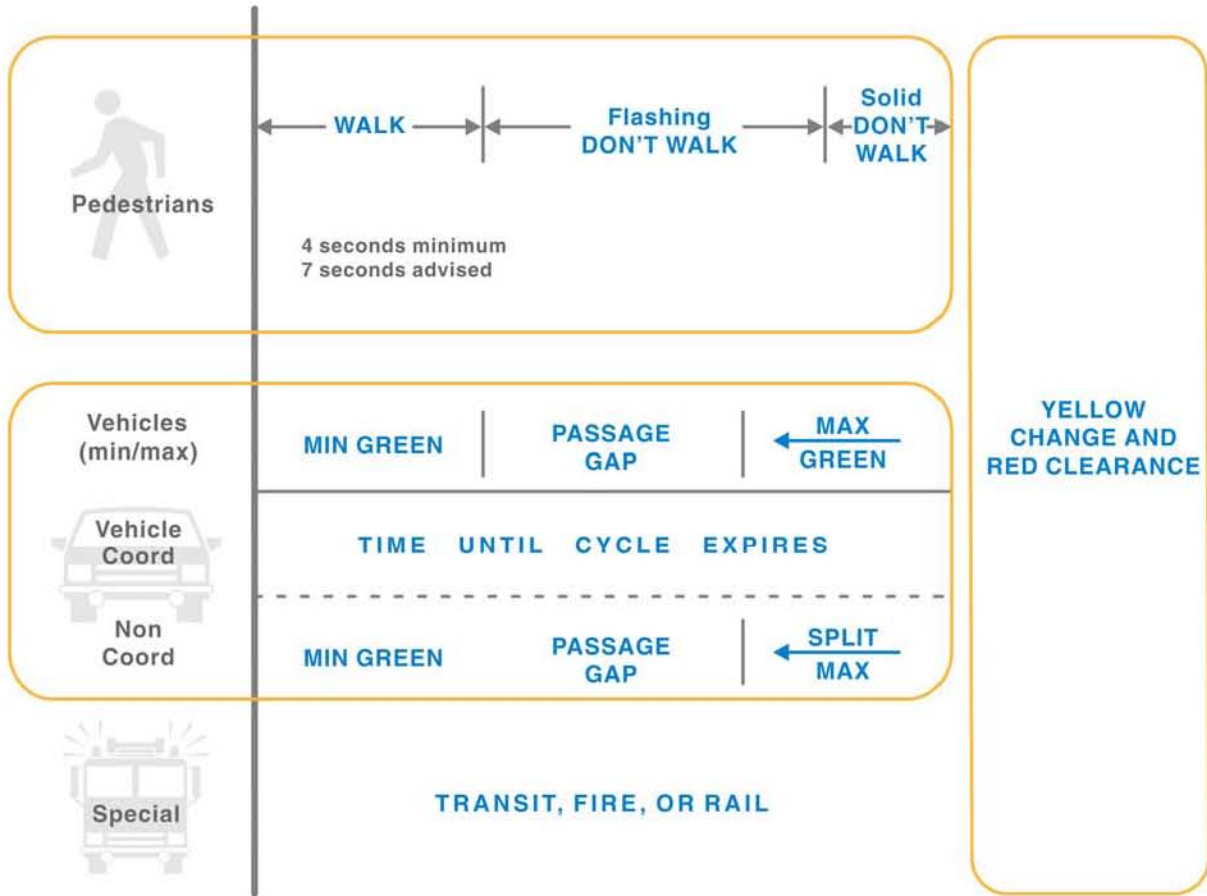 Pedestrians
WALK
Flashing
DON'T WALK
Solid
DON'T
WALK
4 seconds minimum
7 seconds advised
Vehicles
(min/max)
MIN GREEN
PASSAGE
GAP
MAX
GREEN
Vehicle
Coord
TIME UNTIL CYCLE EXPIRES
Non
Coord
MIN GREEN
PASSAGE
GAP
SPLIT
MAX
Special
TRANSIT, FIRE, OR RAIL
YELLOW
CHANGE AND
RED CLEARANCE